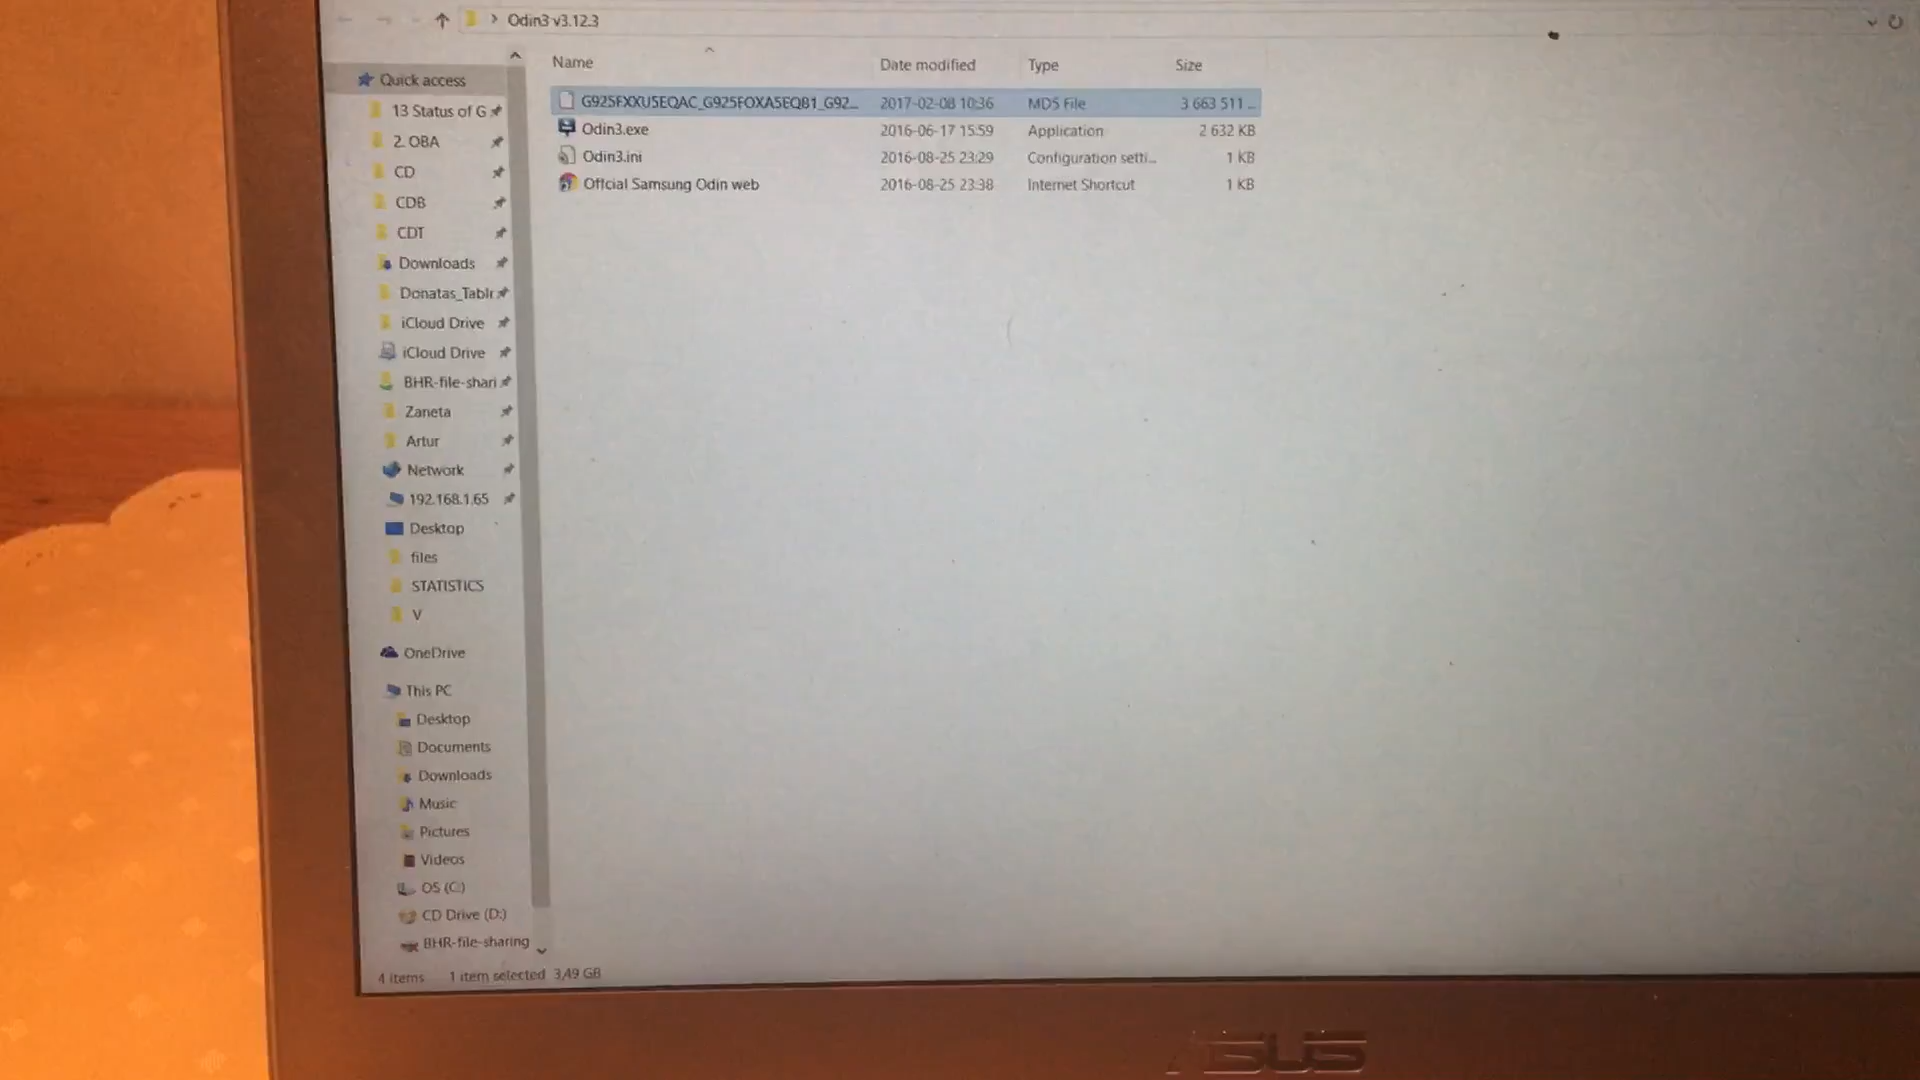 Odin3 v3.12.3
Name Date modified Type Size
G925FXXU5EQAC_G925FOXA5EQB1_G92... 2017-02-08 10:36 MD5 File 3 663 511 ...
Odin3.exe 2016-06-17 15:59 Application 2 632 KB
Odin3.ini 2016-08-25 23:29 Configuration setti... 1 KB
Offcial Samsung Odin web 2016-08-25 23:38 Internet Shortcut 1 KB
Quick access
13 Status of G
2. OBA
CD
CDB
CDT
Downloads
Donatas_Tablr
iCloud Drive
iCloud Drive
BHR-file-shari
Zaneta
Artur
Network
192.168.1.65
Desktop
files
STATISTICS
V
OneDrive
This PC
Desktop
Documents
Downloads
Music
Pictures
Videos
OS (C:)
CD Drive (D:)
BHR-file-sharing
4 items 1 item selected 3,49 GB
ASUS